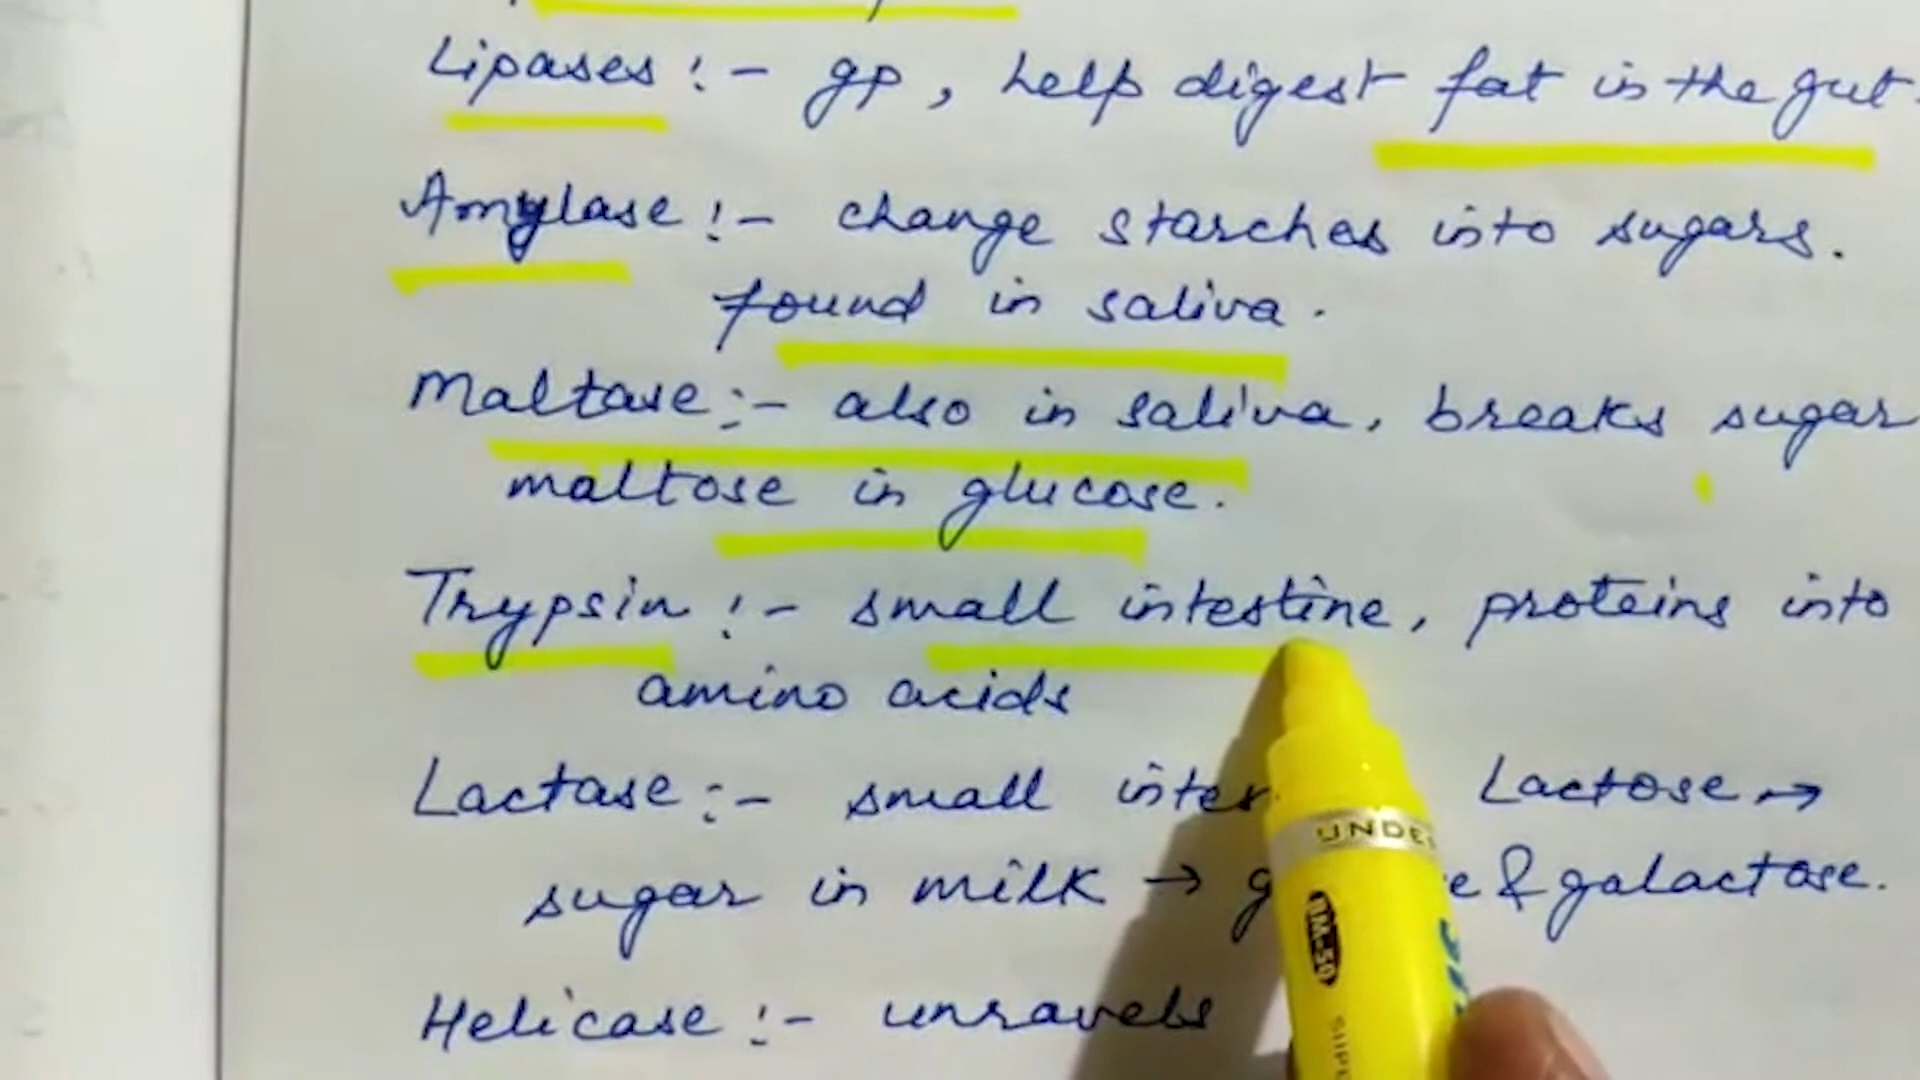 Lipases :- gp, help digest fat in the gut.
Amylase :- change starches into sugars.
found in saliva.
Maltase :- also in saliva, breaks sugar
maltose in glucose.
Trypsin :- small intestine, proteins into
amino acids
Lactase :- small Lactose →
sugar in milk → & galactose.
Helicase :- unravels
TM-50